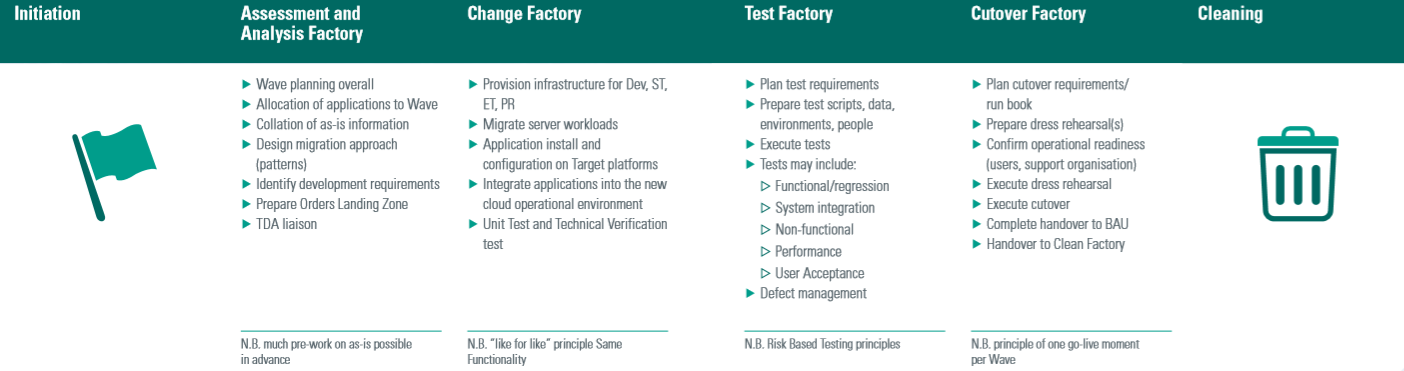 Initiation
Assessment and
Analysis Factory
Change Factory
Test Factory
Cutover Factory
Cleaning
Wave planning overall
Allocation of applications to Wave
Collation of as-is information
Design migration approach
(patterns)
Identify development requirements
Prepare Orders Landing Zone
TDA liaison
N.B. much pre-work on as-is possible
in advance
Provision infrastructure for Dev, ST,
ET, PR
Migrate server workloads
Application install and
configuration on Target platforms
Integrate applications into the new
cloud operational environment
Unit Test and Technical Verification
test
N.B. "like for like" principle Same
Functionality
Plan test requirements
Prepare test scripts, data,
environments, people
Execute tests
Tests may include:
Functional/regression
System integration
Non-functional
Performance
User Acceptance
Defect management
N.B. Risk Based Testing principles
Plan cutover requirements/
run book
Prepare dress rehearsal(s)
Confirm operational readiness
(users, support organisation)
Execute dress rehearsal
Execute cutover
Complete handover to BAU
Handover to Clean Factory
N.B. principle of one go-live moment
per Wave